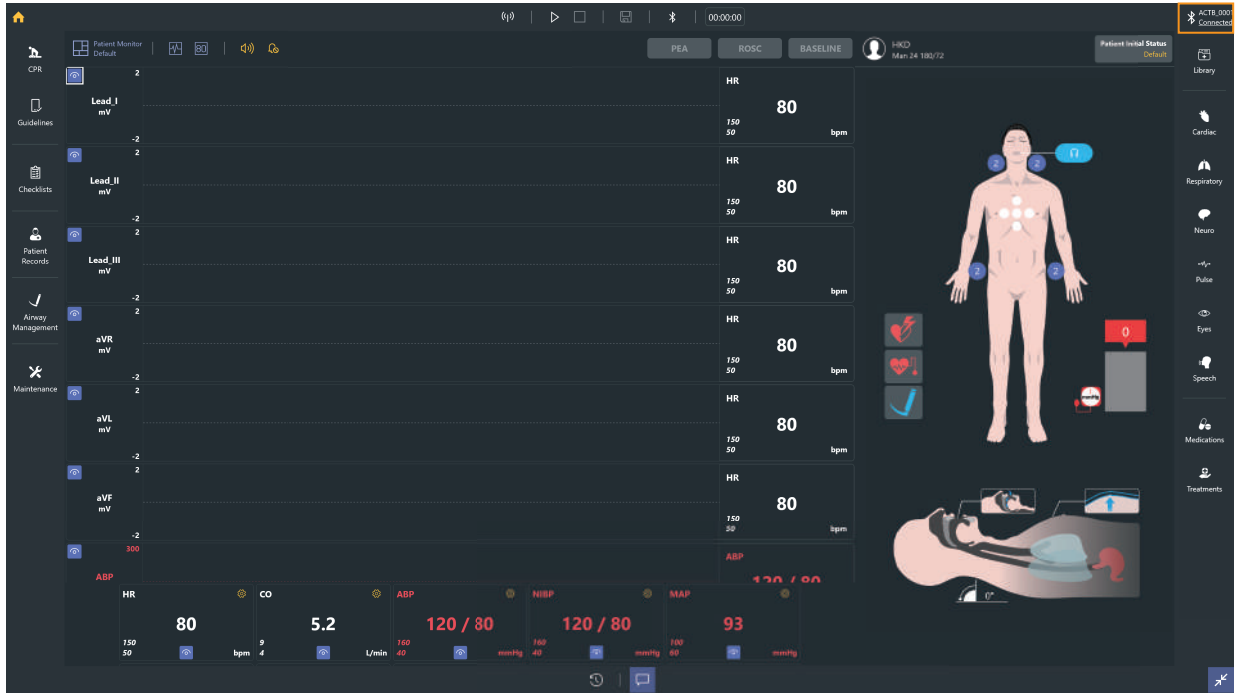 00:00:00
ACTB_0001
Connected
CPR
Guidelines
Checklists
Patient
Records
Airway
Management
Maintenance
Patient Monitor
Default
80
PEA
ROSC
BASELINE
HKD
Man 24 180/72
Patient Initial Status
Default
2
Lead_I
mV
-2
HR
80
150
50
bpm
2
Lead_II
mV
-2
HR
80
150
50
bpm
2
Lead_III
mV
-2
HR
80
150
50
bpm
2
aVR
mV
-2
HR
80
150
50
bpm
2
aVL
mV
-2
HR
80
150
50
bpm
2
aVF
mV
-2
HR
80
150
50
bpm
300
ABP
ABP
120 / 80
HR
80
150
50
bpm
CO
5.2
9
4
L/min
ABP
120 / 80
160
40
mmHg
NIBP
120 / 80
160
40
mmHg
MAP
93
100
60
mmHg
2
2
2
2
0
mmHg
0°
Library
Cardiac
Respiratory
Neuro
Pulse
Eyes
Speech
Medications
Treatments